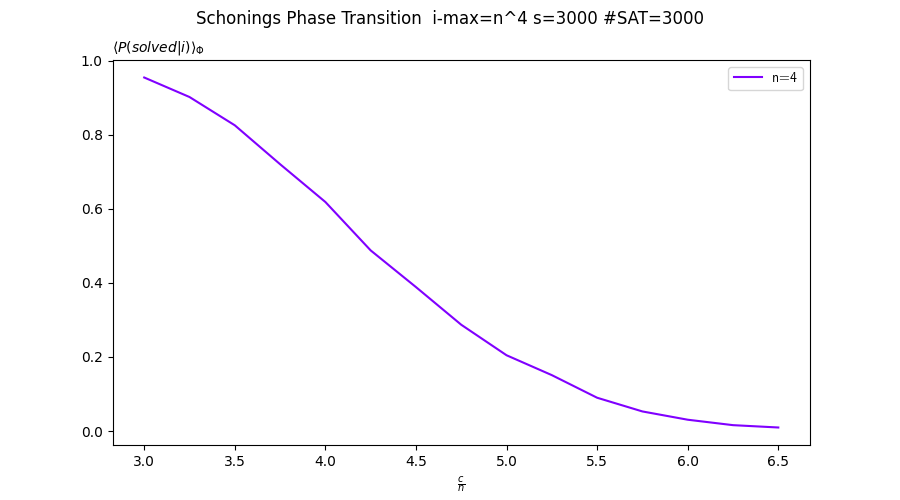 Schonings Phase Transition  i-max=n^4 s=3000 #SAT=3000
⟨P(solved|i)⟩_Φ
1.0
n=4
0.8
0.6
0.4
0.2
0.0
3.0 3.5 4.0 4.5 5.0 5.5 6.0 6.5
c/n